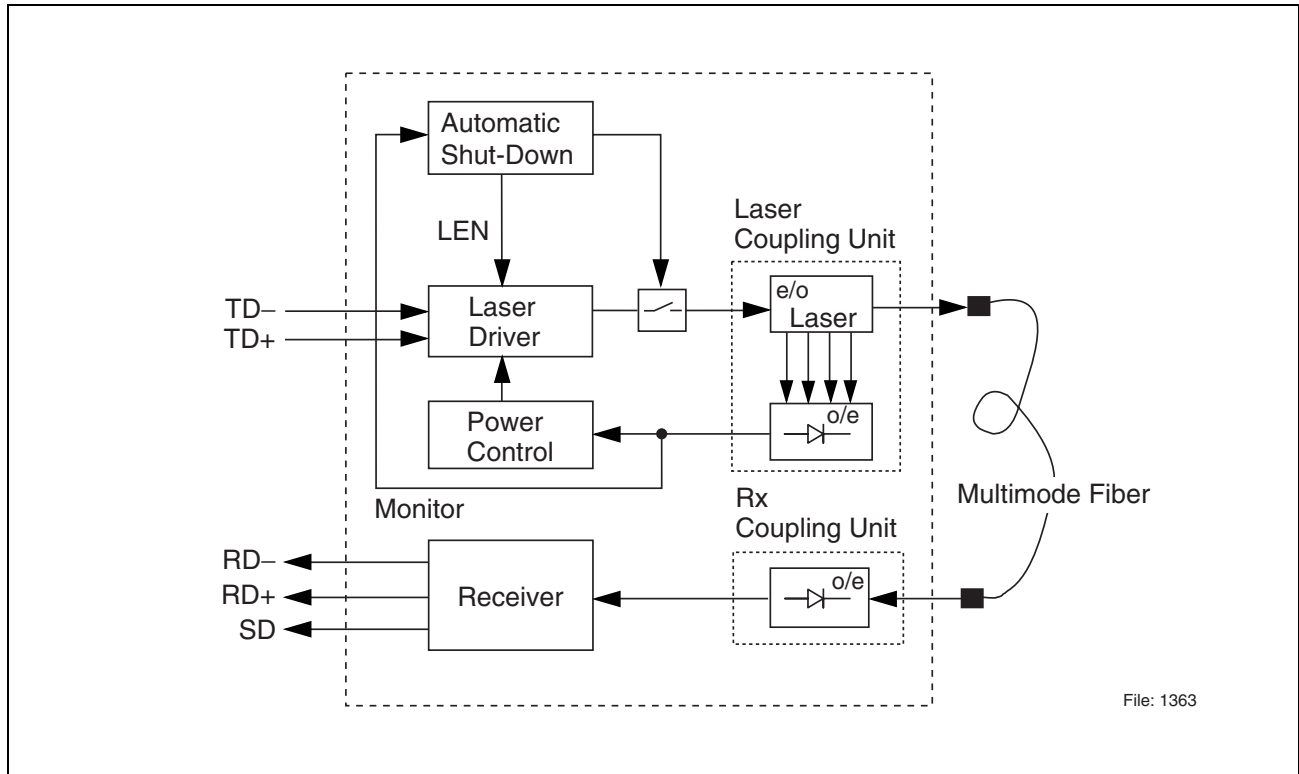 Automatic
Shut-Down
LEN
Laser
Coupling Unit
TD–
TD+
Laser
Driver
e/o
Laser
o/e
Power
Control
Monitor
Multimode Fiber
Rx
Coupling Unit
RD–
RD+
SD
Receiver
o/e
File: 1363